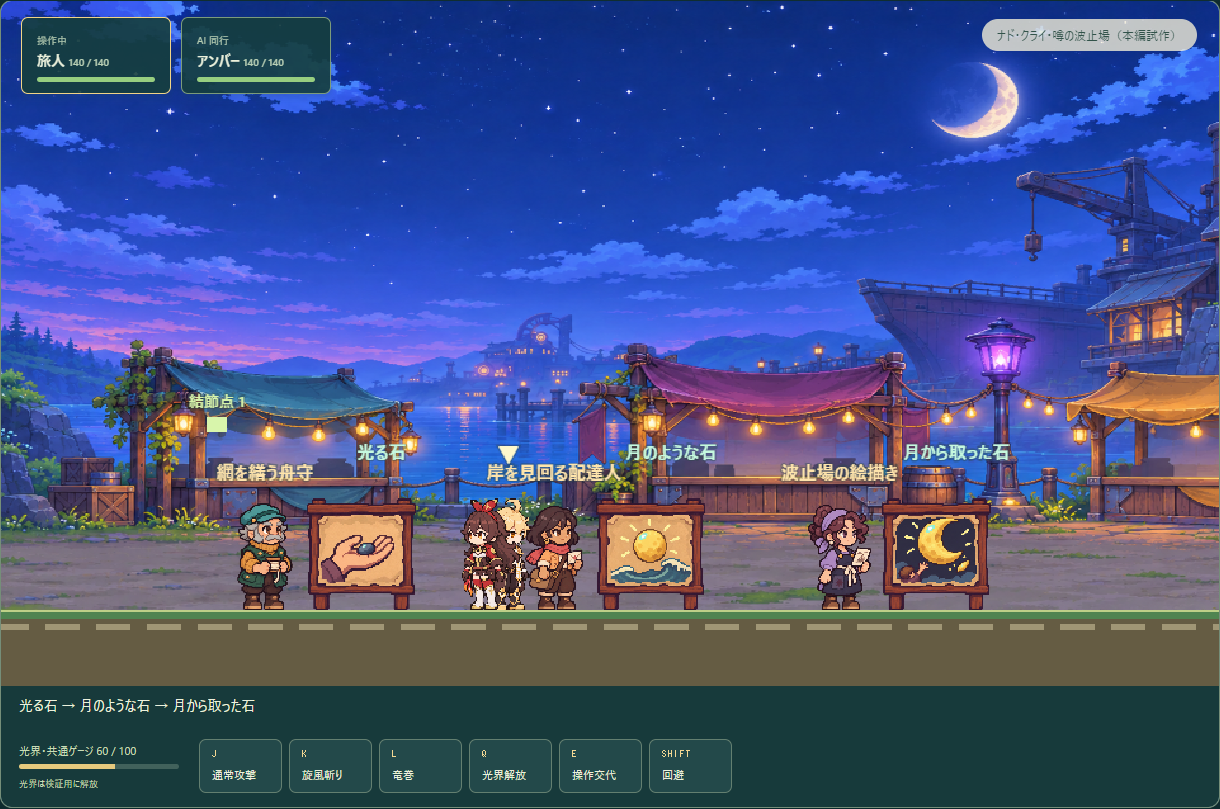 操作中
旅人 140 / 140
AI 同行
アンバー 140 / 140
ナド・クライ・噂の波止場（本編試作）
結節点 1
光る石
月のような石
月から取った石
網を繕う舟守
岸を見回る配達人
波止場の絵描き
光る石 → 月のような石 → 月から取った石
光界・共通ゲージ 60 / 100
光界は検証用に解放
J
通常攻撃
K
旋風斬り
L
竜巻
Q
光界解放
E
操作交代
SHIFT
回避